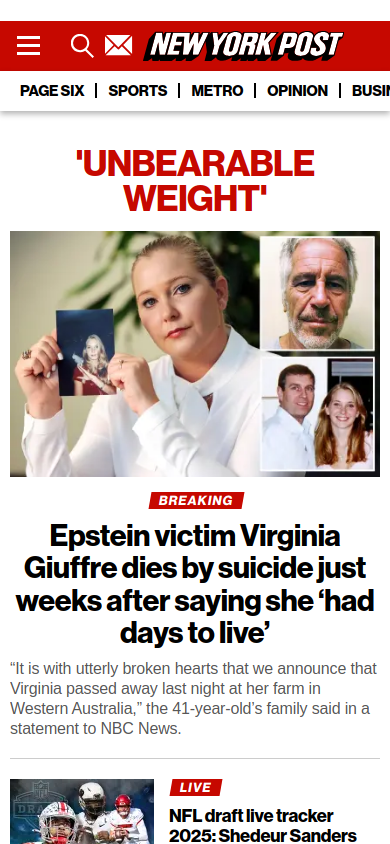 NEW YORK POST
PAGE SIX
SPORTS
METRO
OPINION
'UNBEARABLE
WEIGHT'
BREAKING
Epstein victim Virginia
Giuffre dies by suicide just
weeks after saying she ‘had
days to live’
“It is with utterly broken hearts that we announce that
Virginia passed away last night at her farm in
Western Australia,” the 41-year-old’s family said in a
statement to NBC News.
NFL
LIVE
NFL draft live tracker
2025: Shedeur Sanders